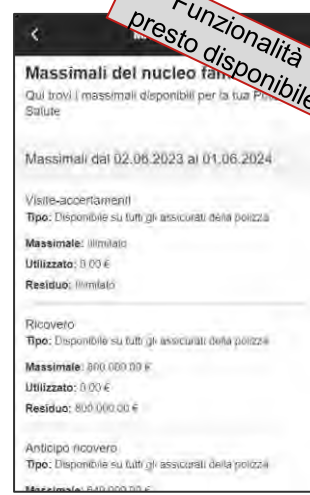 Funzionalità
presto disponibile
Massimali del nucleo
Qui trovi i massimali disponibili per la tua
Salute
Massimali dal 02.06.2023 al 01.06.2024
Visite-accertamenti
Tipo: Disponibile su tutti gli assicurati della polizza
Massimale: Illimitato
Utilizzato: 0.00 €
Residuo: Illimitato
Ricovero
Tipo: Disponibile su tutti gli assicurati della polizza
Massimale: 800.000.00 €
Utilizzato: 0.00 €
Residuo: 800.000.00 €
Anticipo ricovero
Tipo: Disponibile su tutti gli assicurati della polizza
Massimale: